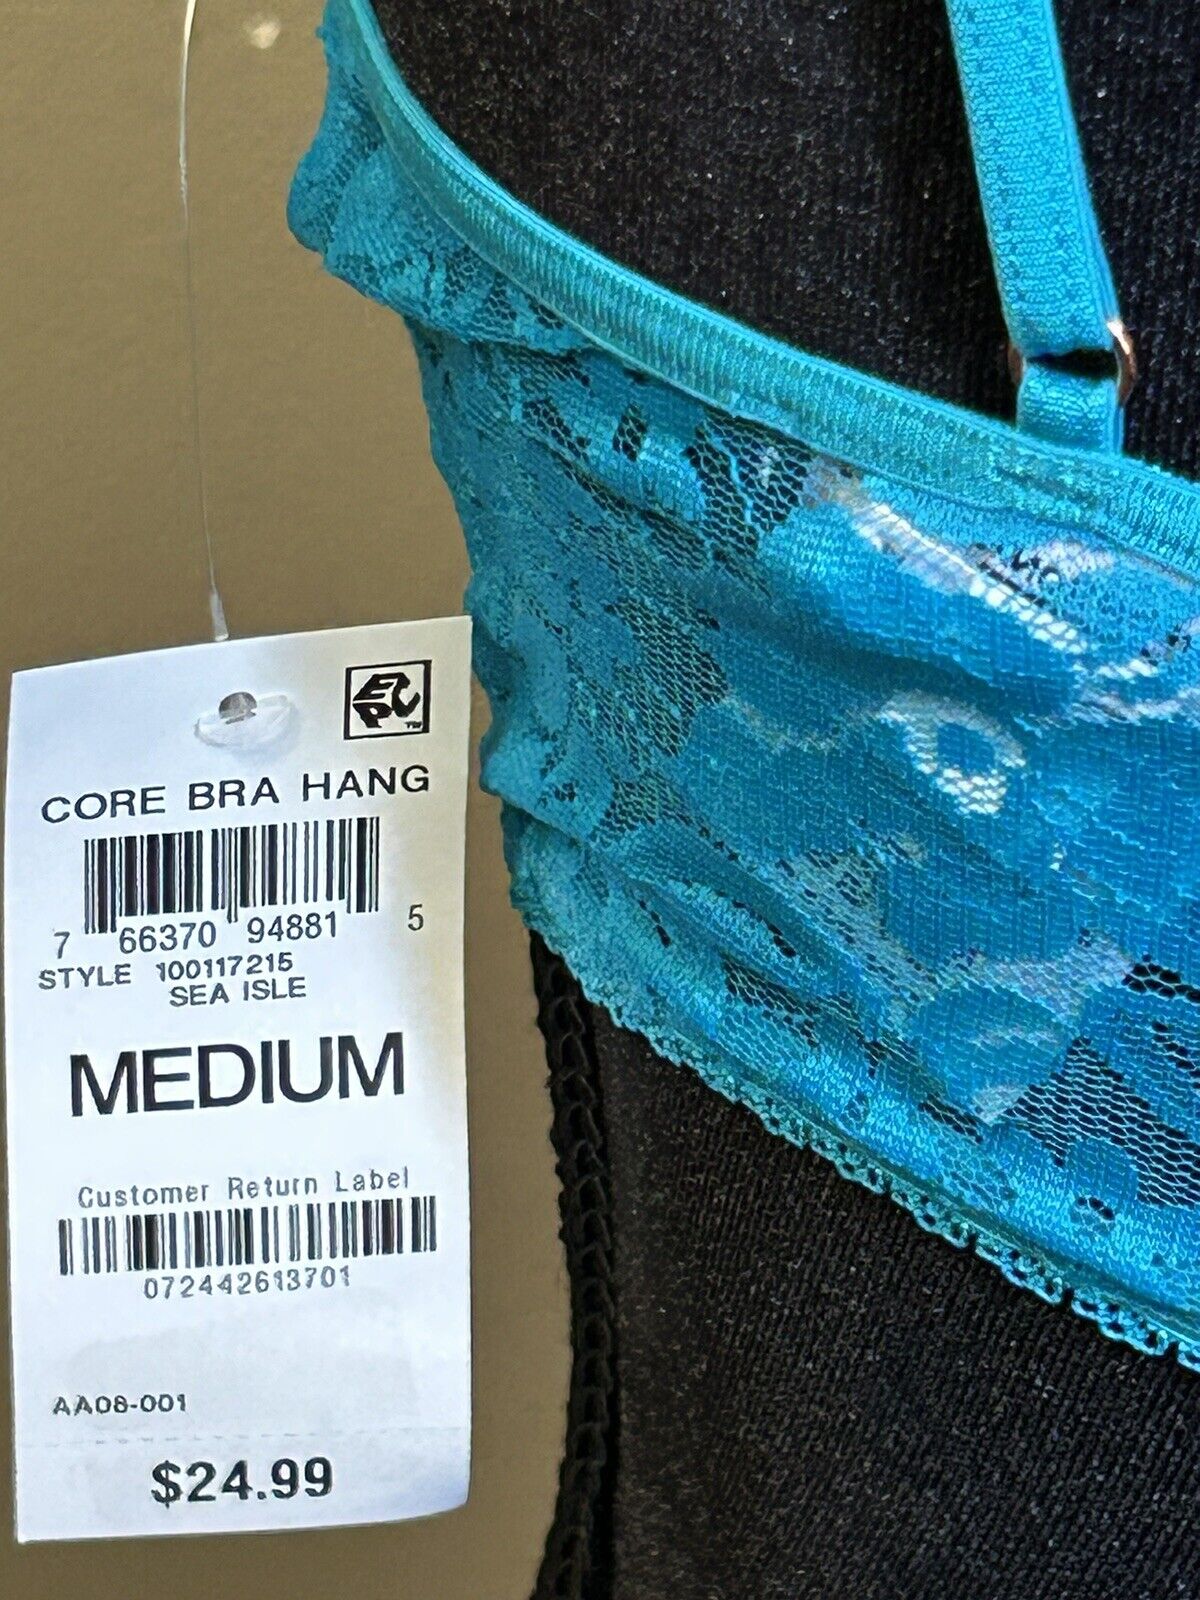 EPC™
CORE BRA HANG
7 66370 94881 5
STYLE 100117215
SEA ISLE
MEDIUM
Customer Return Label
072442613701
AA08-001
$24.99